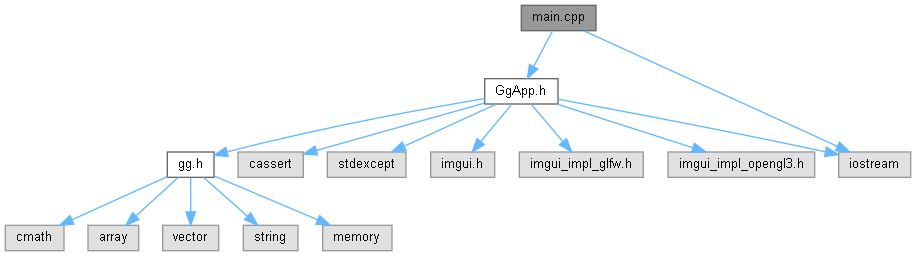 main.cpp
GgApp.h
gg.h
cassert
stdexcept
imgui.h
imgui_impl_glfw.h
imgui_impl_opengl3.h
iostream
cmath
array
vector
string
memory